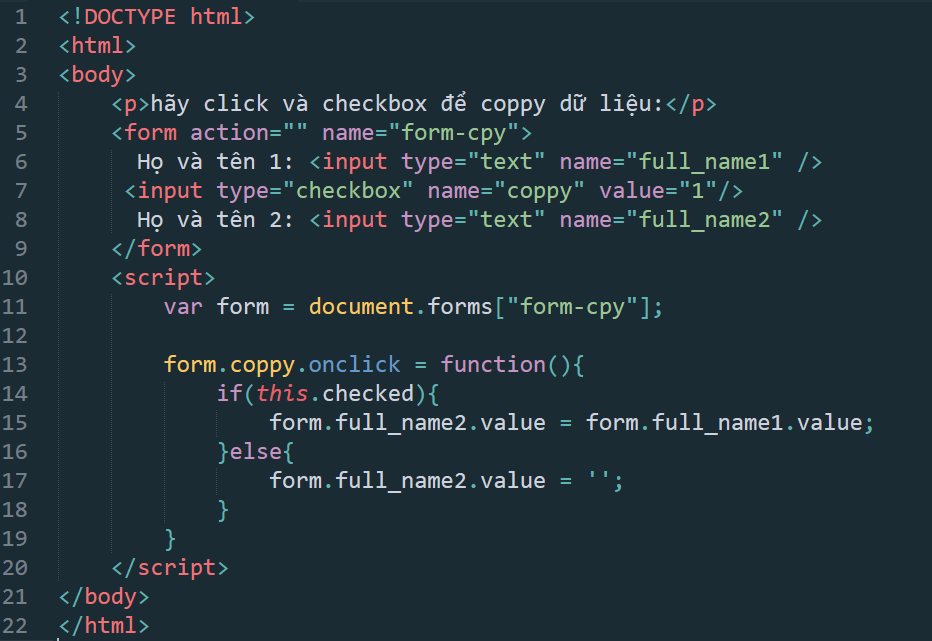 1 <!DOCTYPE html>
2 <html>
3 <body>
4     <p>hãy click và checkbox để coppy dữ liệu:</p>
5     <form action="" name="form-cpy">
6       Họ và tên 1: <input type="text" name="full_name1" />
7      <input type="checkbox" name="coppy" value="1"/>
8       Họ và tên 2: <input type="text" name="full_name2" />
9     </form>
10     <script>
11         var form = document.forms["form-cpy"];
12
13         form.coppy.onclick = function(){
14             if(this.checked){
15                 form.full_name2.value = form.full_name1.value;
16             }else{
17                 form.full_name2.value = '';
18             }
19         }
20     </script>
21 </body>
22 </html>